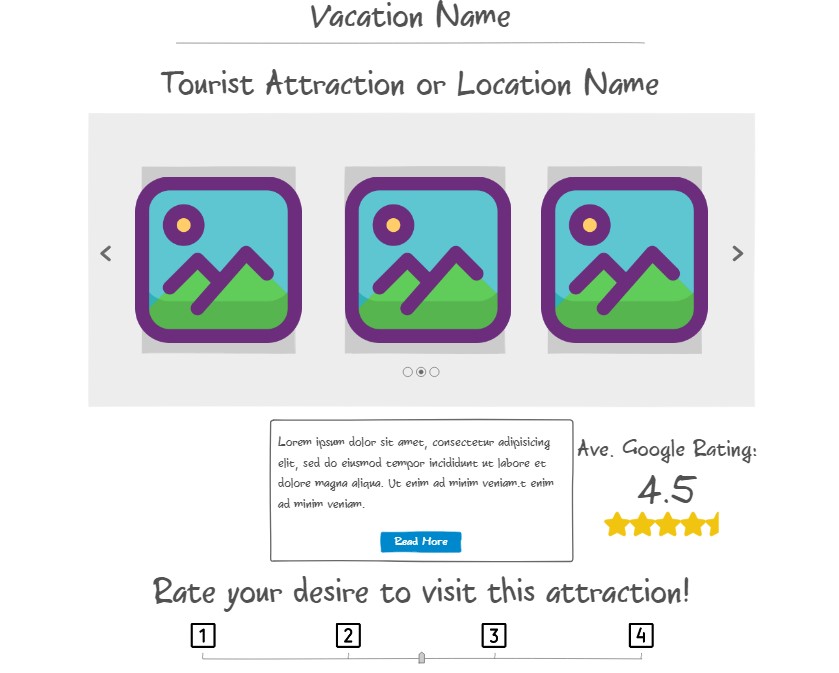 Vacation Name
Tourist Attraction or Location Name
Lorem ipsum dolor sit amet, consectetur adipisicing
elit, sed do eiusmod tempor incididunt ut labore et
dolore magna aliqua. Ut enim ad minim veniam.t enim
ad minim veniam.
Read More
Ave. Google Rating:
4.5
Rate your desire to visit this attraction!
1 2 3 4